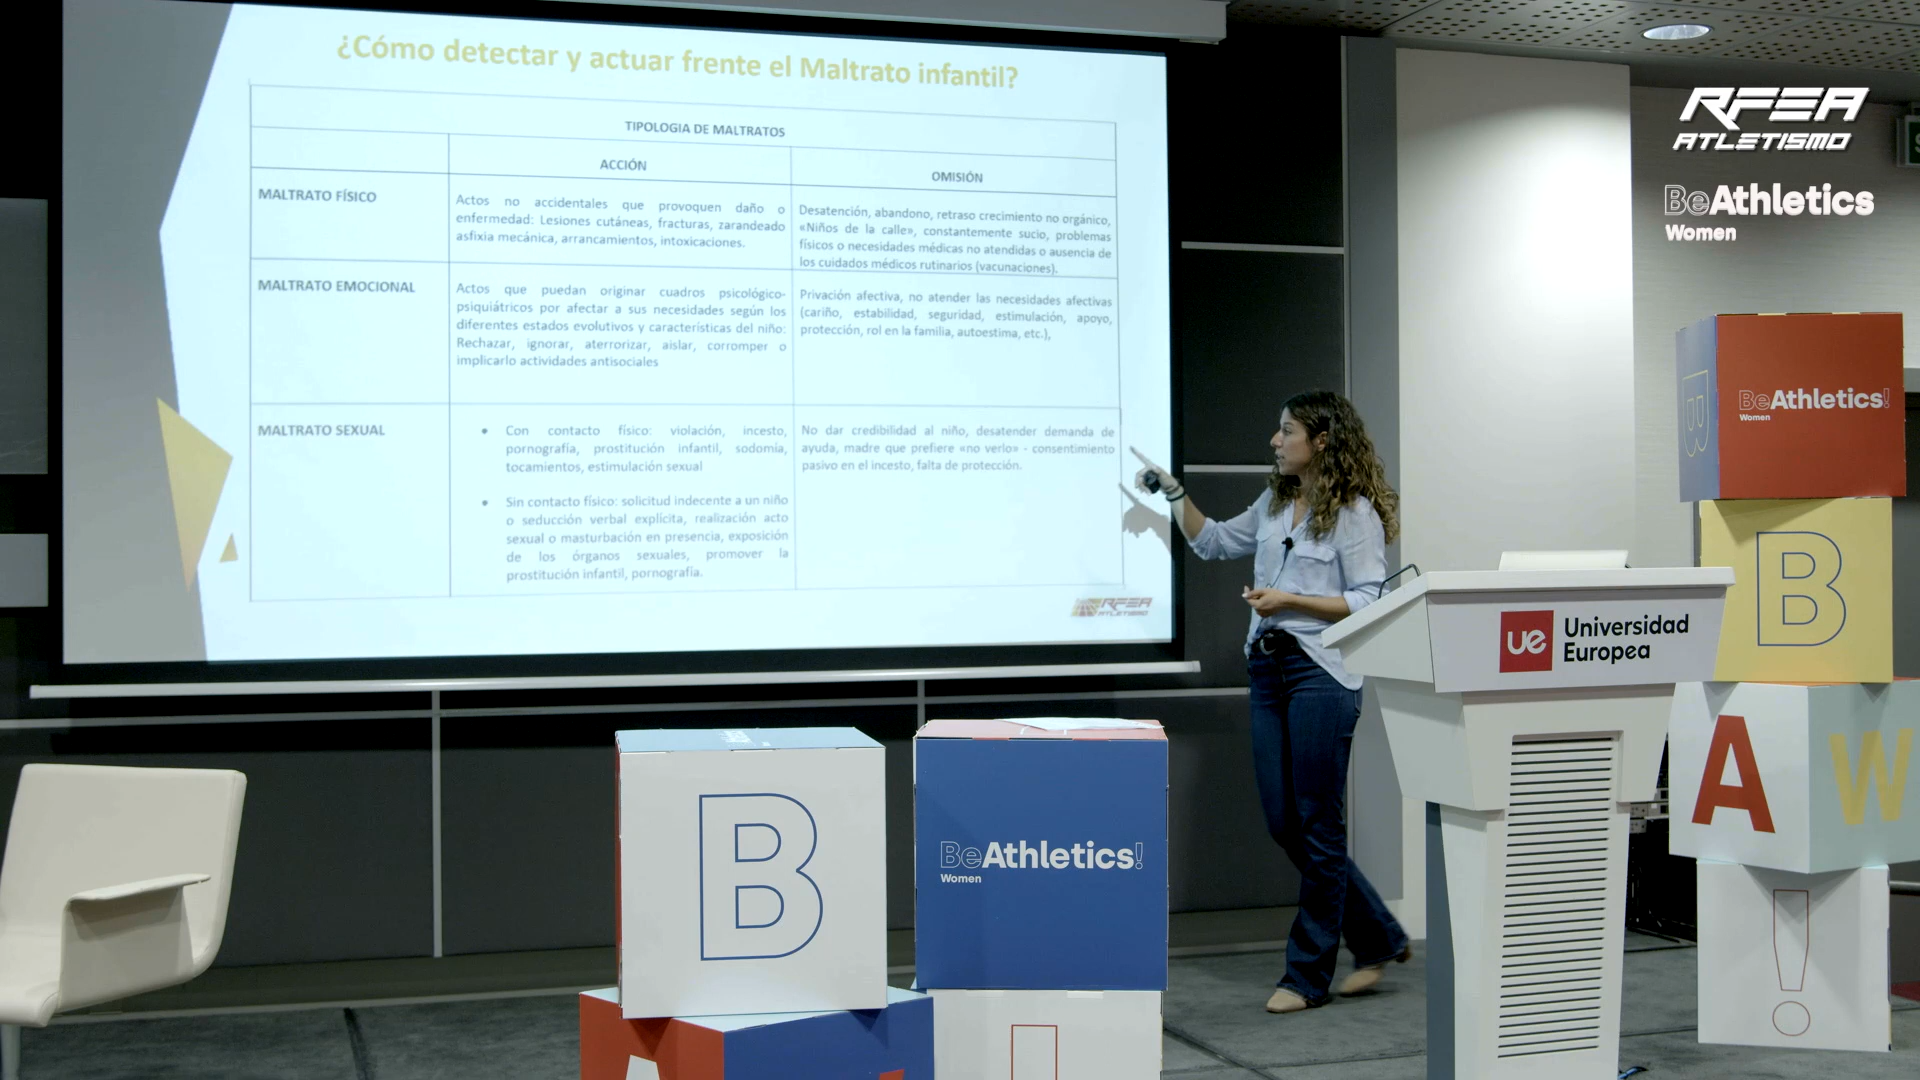 ¿Cómo detectar y actuar frente el Maltrato infantil?
TIPOLOGIA DE MALTRATOS
ACCIÓN
OMISIÓN
MALTRATO FÍSICO
Actos no accidentales que provoquen daño o
enfermedad: Lesiones cutáneas, fracturas, zarandeado
asfixia mecánica, arrancamientos, intoxicaciones.
Desatención, abandono, retraso crecimiento no orgánico,
«Niños de la calle», constantemente sucio, problemas
físicos o necesidades médicas no atendidas o ausencia de
los cuidados médicos rutinarios (vacunaciones).
MALTRATO EMOCIONAL
Actos que puedan originar cuadros psicológico-
psiquiátricos por afectar a sus necesidades según los
diferentes estados evolutivos y características del niño:
Rechazar, ignorar, aterrorizar, aislar, corromper o
implicarlo actividades antisociales
Privación afectiva, no atender las necesidades afectivas
(cariño, estabilidad, seguridad, estimulación, apoyo,
protección, rol en la familia, autoestima, etc.),
MALTRATO SEXUAL
• Con contacto físico: violación, incesto,
pornografía, prostitución infantil, sodomía,
tocamientos, estimulación sexual
• Sin contacto físico: solicitud indecente a un niño
o seducción verbal explícita, realización acto
sexual o masturbación en presencia, exposición
de los órganos sexuales, promover la
prostitución infantil, pornografía.
No dar credibilidad al niño, desatender demanda de
ayuda, madre que prefiere «no verlo» - consentimiento
pasivo en el incesto, falta de protección.
RFEA
ATLETISMO
RFEA
ATLETISMO
BeAthletics
Women
B
BeAthletics!
Women
B
A
W
!
ue
Universidad
Europea
B
BeAthletics!
Women
A
!